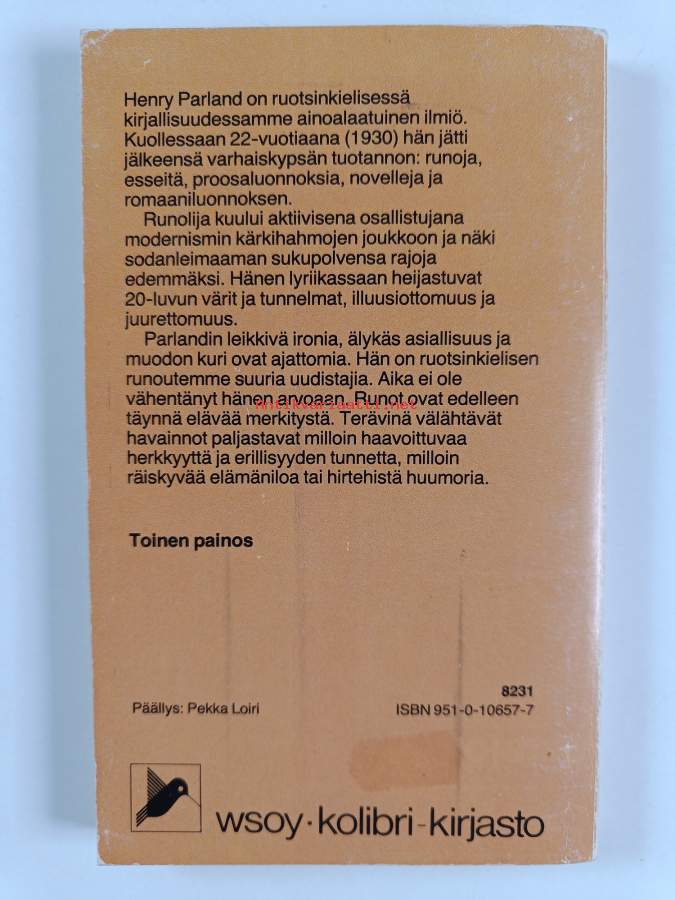 Henry Parland on ruotsinkielisessä
kirjallisuudessamme ainoalaatuinen ilmiö.
Kuollessaan 22-vuotiaana (1930) hän jätti
jälkeensä varhaiskypsän tuotannon: runoja,
esseitä, proosaluonnoksia, novelleja ja
romaaniluonnoksen.
Runoilija kuului aktiivisena osallistujana
modernismin kärkihahmojen joukkoon ja näki
sodanleimaaman sukupolvensa rajoja
edemmäksi. Hänen lyriikassaan heijastuvat
20-luvun värit ja tunnelmat, illuusiottomuus ja
juurettomuus.
Parlandin leikkivä ironia, älykäs asiallisuus ja
muodon kuri ovat ajattomia. Hän on ruotsinkielisen
runoutemme suuria uudistajia. Aika ei ole
vähentänyt hänen arvoaan. Runot ovat edelleen
Antikvariaatti.net
täynnä elävää merkitystä. Terävinä välähtävät
havainnot paljastavat milloin haavoittuvaa
herkkyyttä ja erillisyyden tunnetta, milloin
räiskyvää elämäniloa tai hirtehistä huumoria.
Toinen painos
8231
Päällys: Pekka Loiri
ISBN 951-0-10657-7
wsoy·kolibri-kirjasto